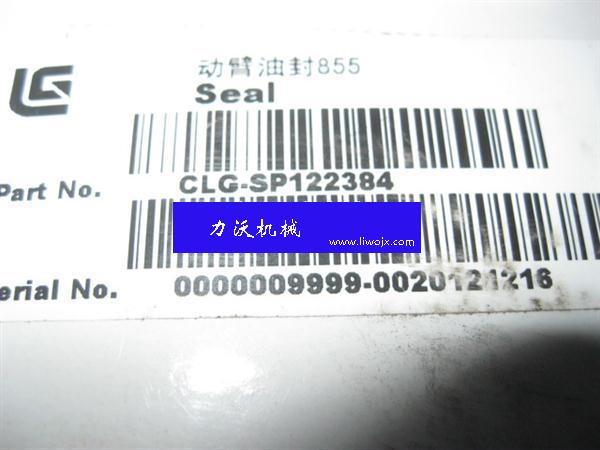 动臂油封855
LG
Seal
Part No. CLG-SP122384
力沃机械
www.liwojx.com
erial No. 0000009999-0020121216